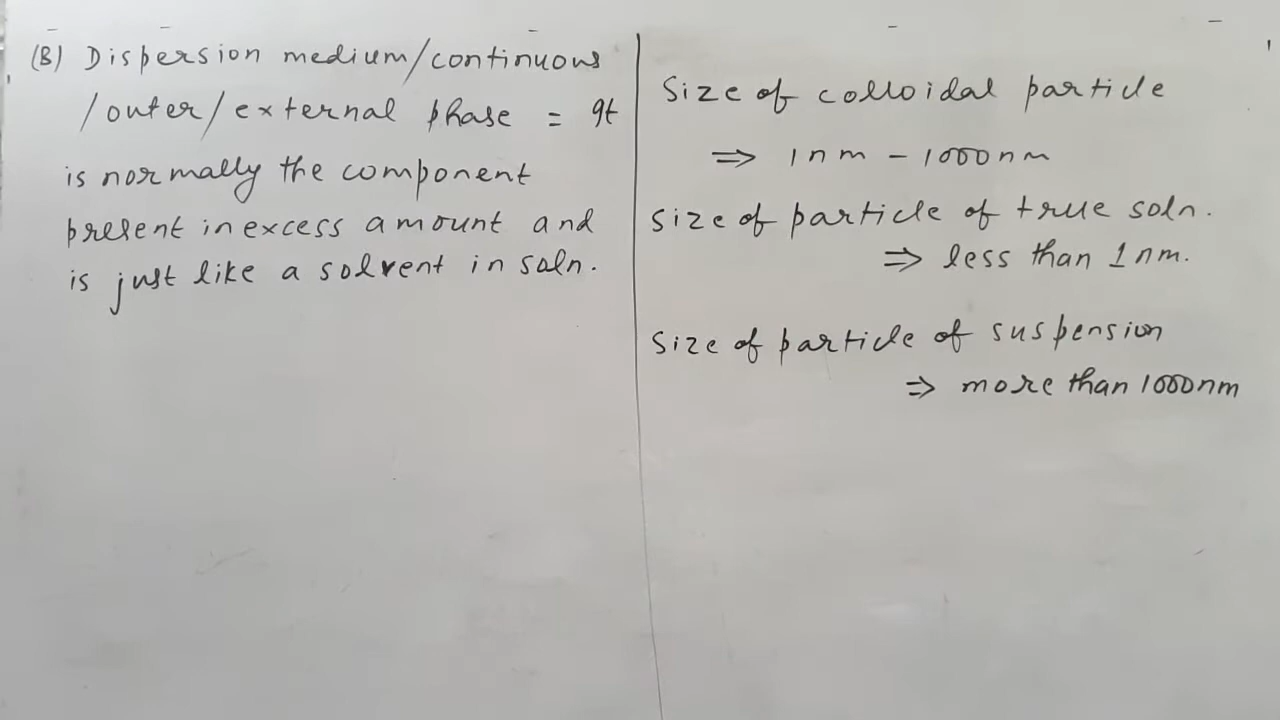 (B) Dispersion medium/continuous
/outer/external phase = It
is normally the component
present in excess amount and
is just like a solvent in soln.
Size of colloidal particle
⇒ 1nm - 1000nm
Size of particle of true soln.
⇒ less than 1nm.
Size of particle of suspension
⇒ more than 1000nm